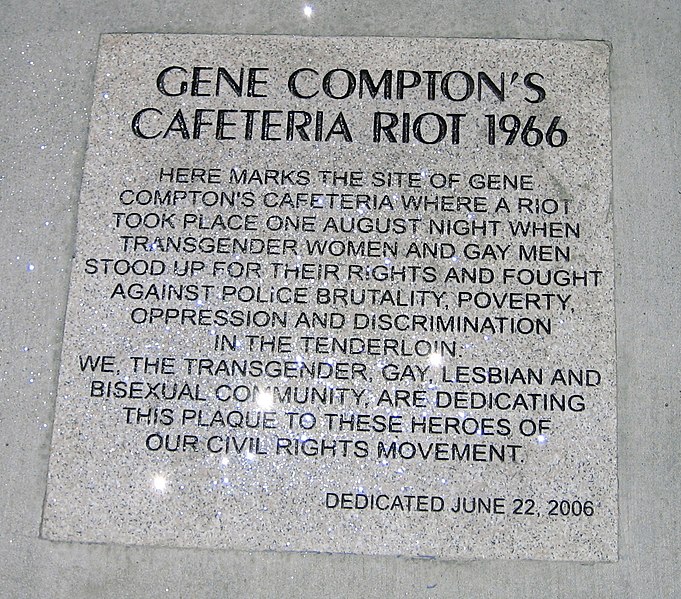 GENE COMPTON'S
CAFETERIA RIOT 1966
HERE MARKS THE SITE OF GENE
COMPTON'S CAFETERIA WHERE A RIOT
TOOK PLACE ONE AUGUST NIGHT WHEN
TRANSGENDER WOMEN AND GAY MEN
STOOD UP FOR THEIR RIGHTS AND FOUGHT
AGAINST POLICE BRUTALITY, POVERTY,
OPPRESSION AND DISCRIMINATION
IN THE TENDERLOIN.
WE, THE TRANSGENDER, GAY, LESBIAN AND
BISEXUAL COMMUNITY, ARE DEDICATING
THIS PLAQUE TO THESE HEROES OF
OUR CIVIL RIGHTS MOVEMENT.
DEDICATED JUNE 22, 2006